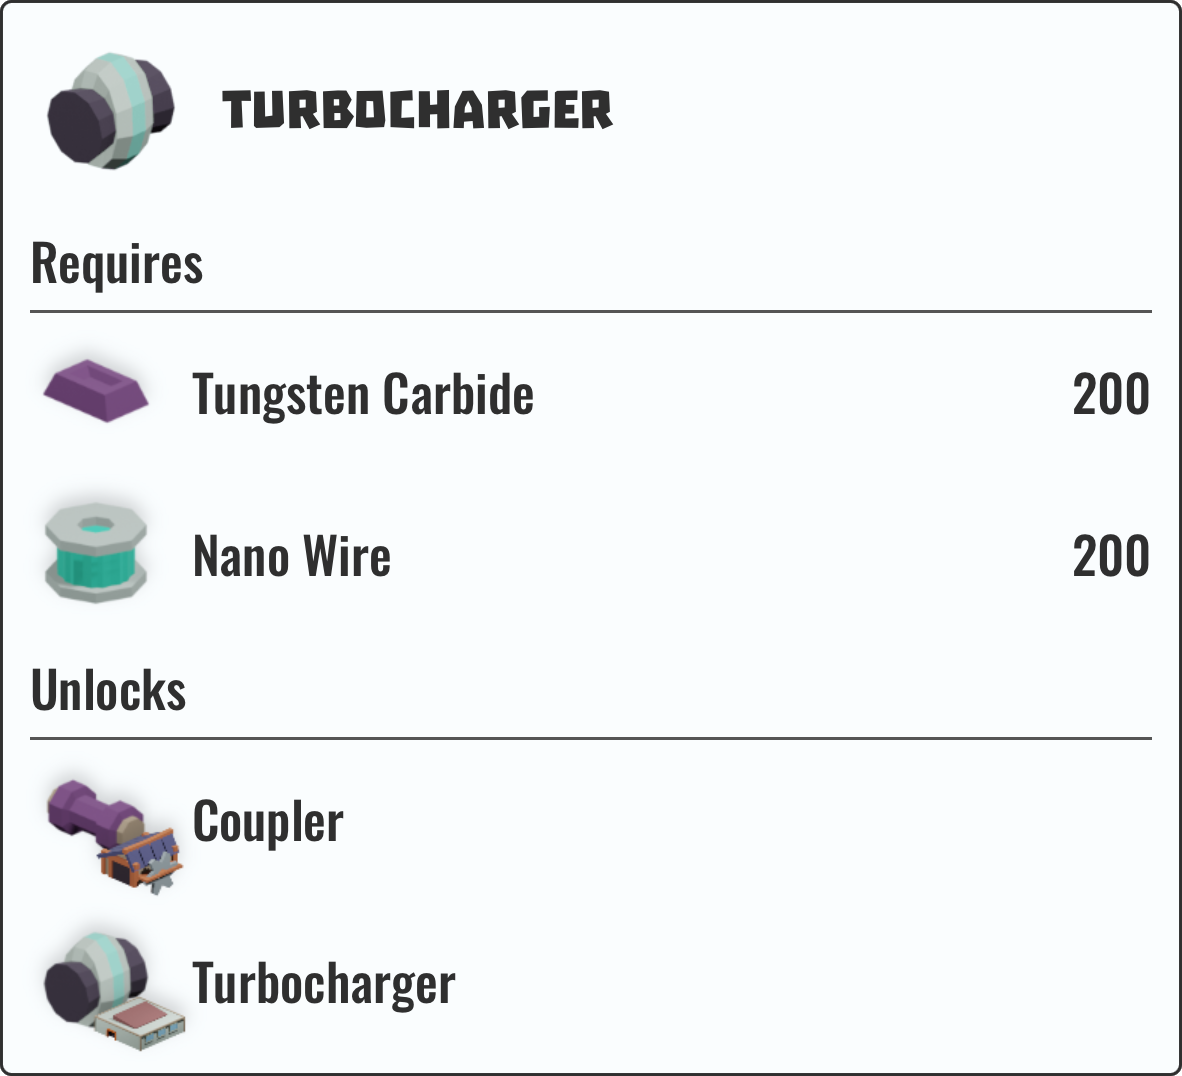 TURBOCHARGER
Requires
Tungsten Carbide 200
Nano Wire 200
Unlocks
Coupler
Turbocharger